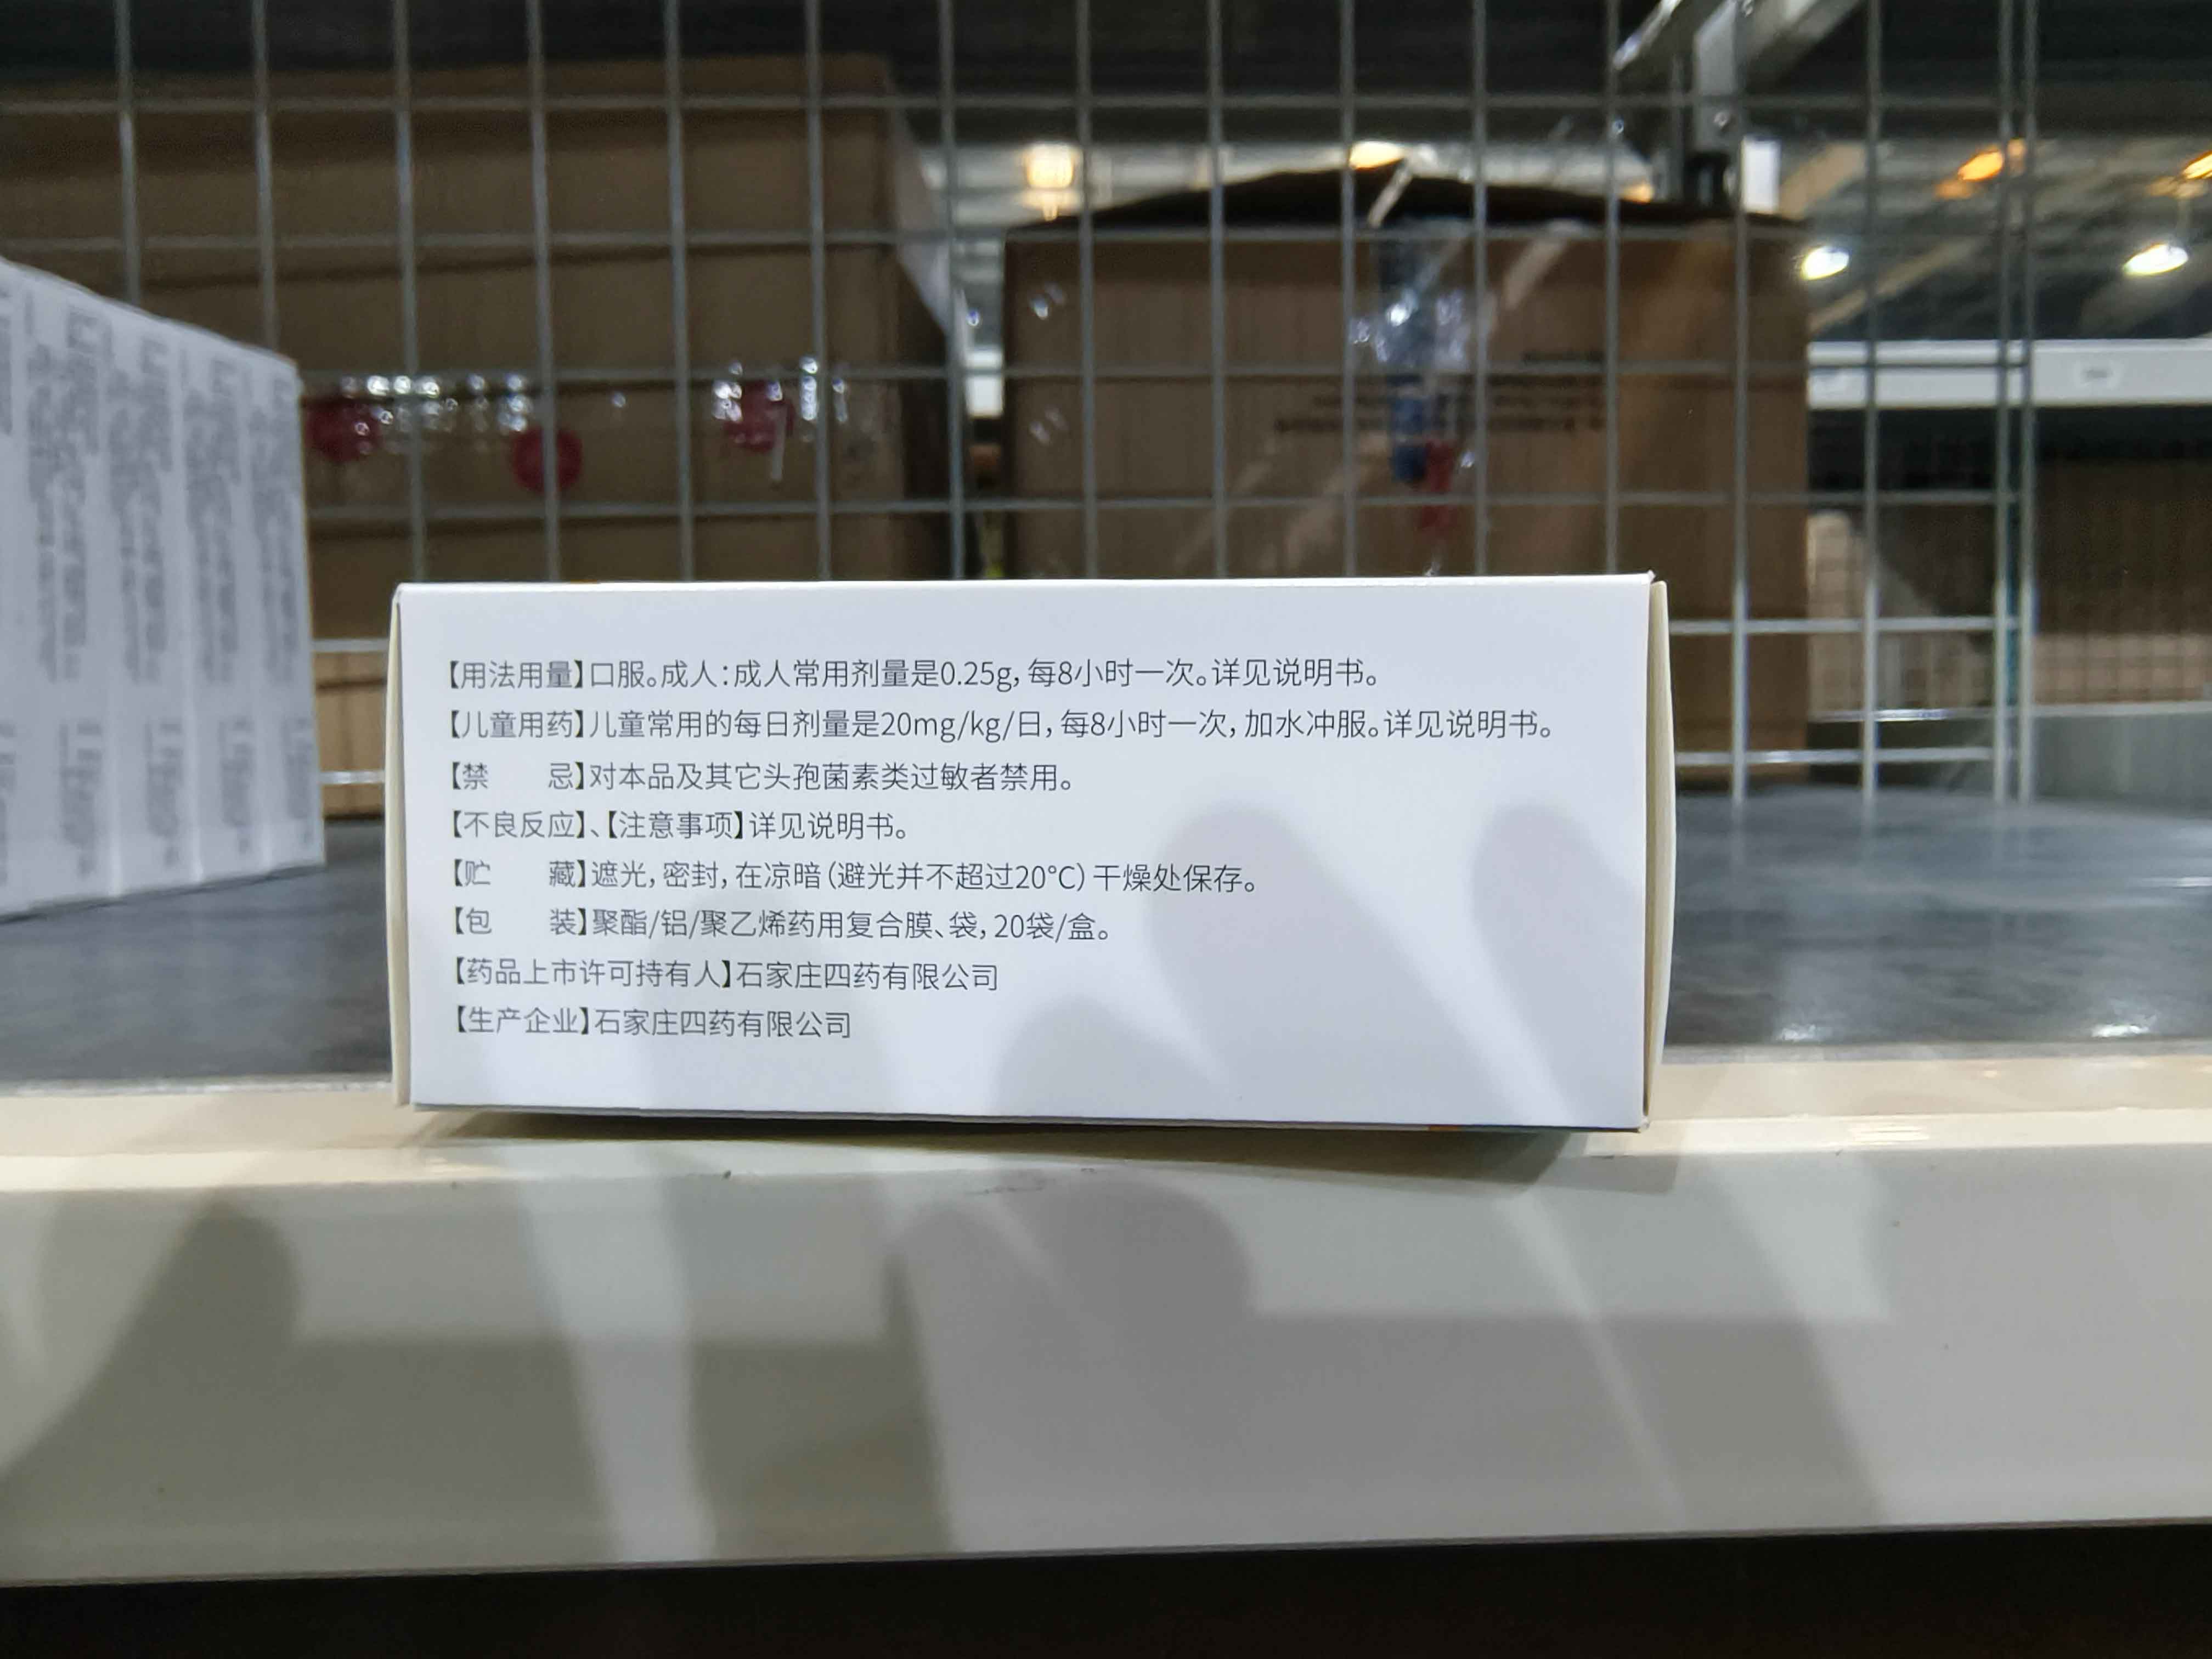 【用法用量】口服。成人：成人常用剂量是0.25g，每8小时一次。详见说明书。
【儿童用药】儿童常用的每日剂量是20mg/kg/日，每8小时一次，加水冲服。详见说明书。
【禁　　忌】对本品及其它头孢菌素类过敏者禁用。
【不良反应】、【注意事项】详见说明书。
【贮　　藏】遮光，密封，在凉暗（避光并不超过20℃）干燥处保存。
【包　　装】聚酯/铝/聚乙烯药用复合膜、袋，20袋/盒。
【药品上市许可持有人】石家庄四药有限公司
【生产企业】石家庄四药有限公司